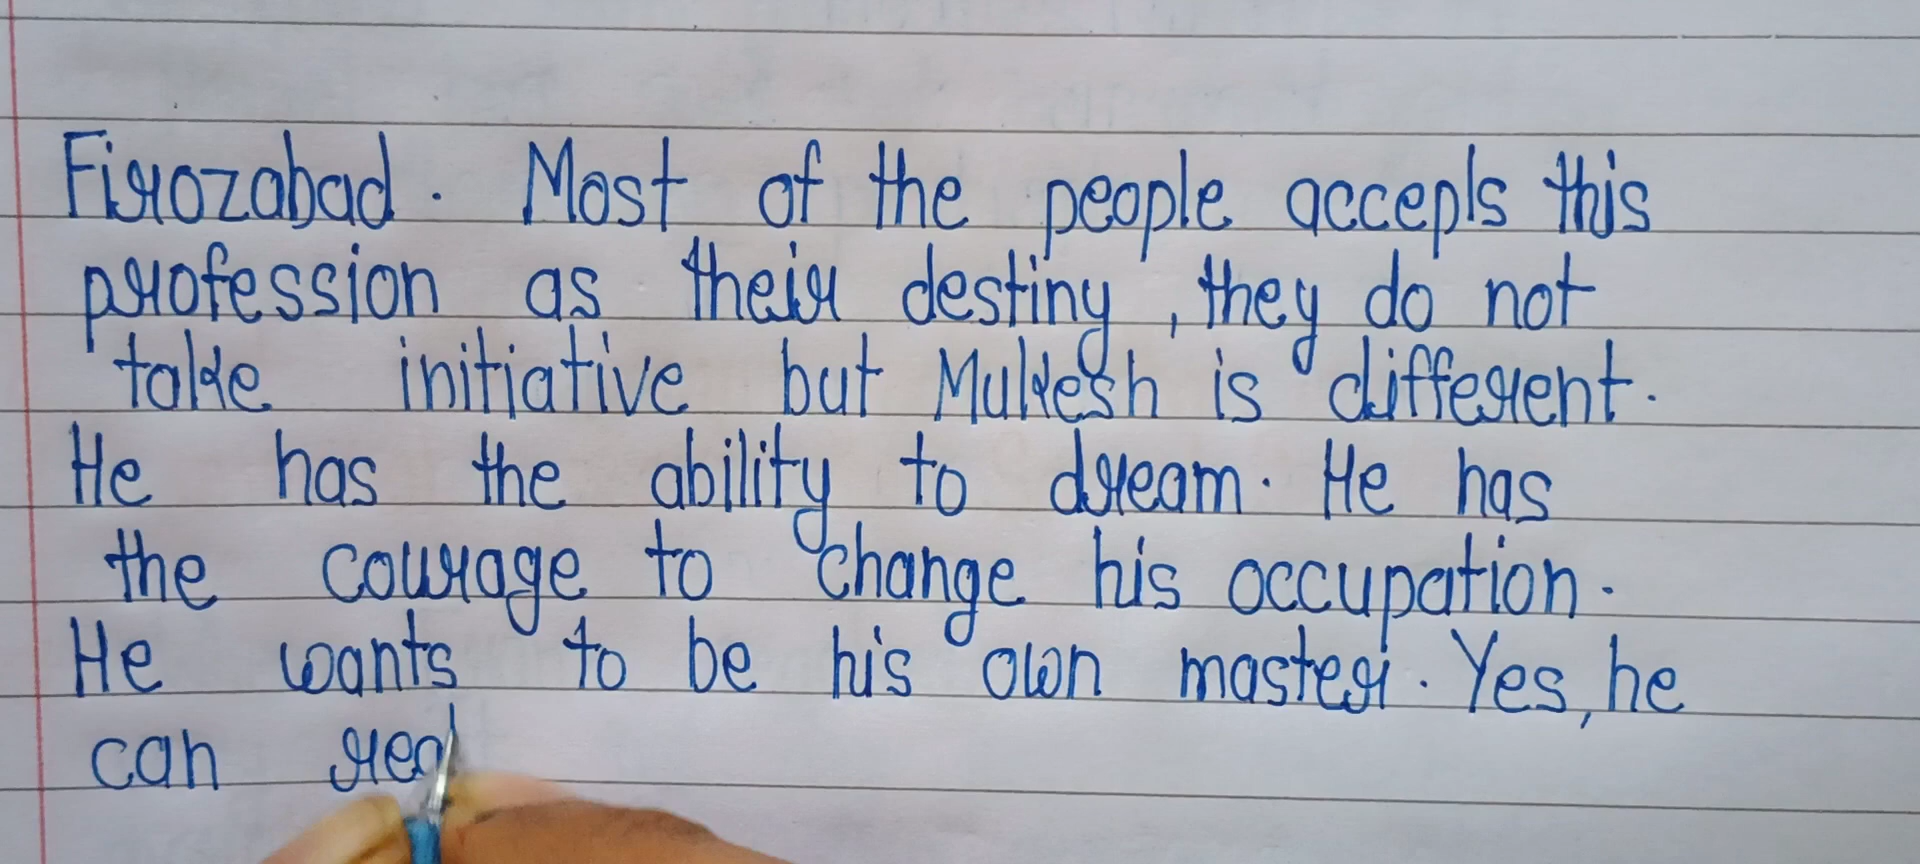 Firozabad. Most of the people accepts this
profession as their destiny, they do not
take initiative but Mukesh is different.
He has the ability to dream. He has
the courage to change his occupation.
He wants to be his own master. Yes, he
can